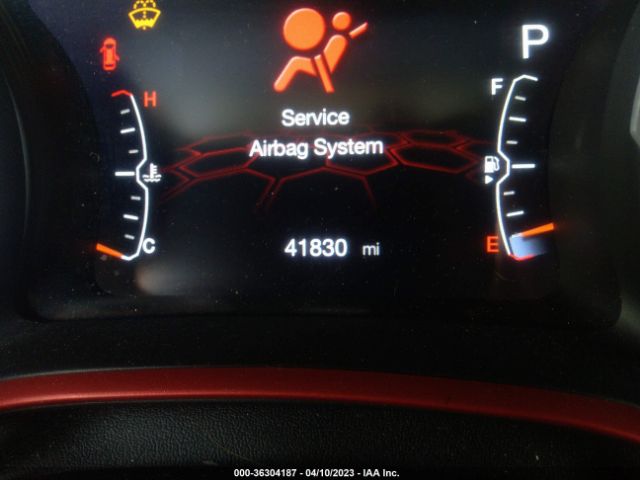 P
H
F
Service
Airbag System
C
41830 mi
E
000-36304187 - 04/10/2023 - IAA Inc.